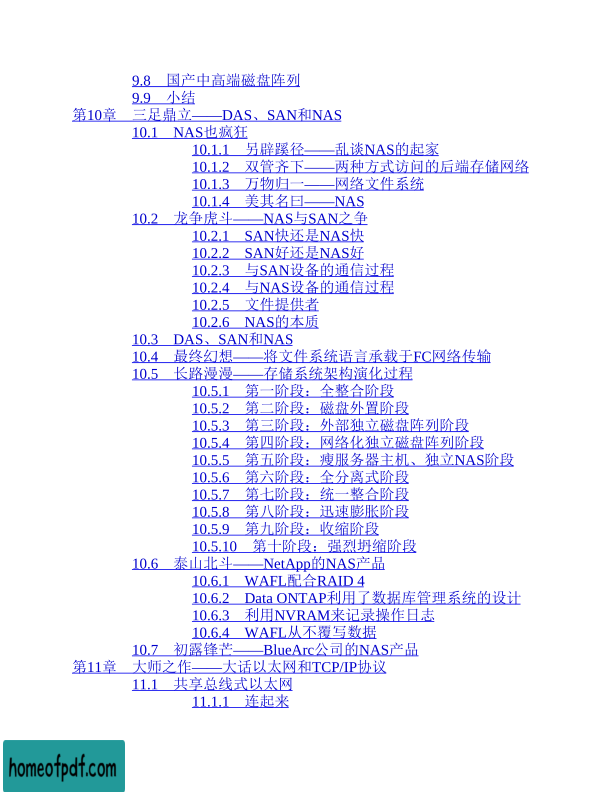 9.8 国产中高端磁盘阵列
9.9 小结
第10章 三足鼎立——DAS、SAN和NAS
10.1 NAS也疯狂
10.1.1 另辟蹊径——乱谈NAS的起家
10.1.2 双管齐下——两种方式访问的后端存储网络
10.1.3 万物归一——网络文件系统
10.1.4 美其名曰——NAS
10.2 龙争虎斗——NAS与SAN之争
10.2.1 SAN快还是NAS快
10.2.2 SAN好还是NAS好
10.2.3 与SAN设备的通信过程
10.2.4 与NAS设备的通信过程
10.2.5 文件提供者
10.2.6 NAS的本质
10.3 DAS、SAN和NAS
10.4 最终幻想——将文件系统语言承载于FC网络传输
10.5 长路漫漫——存储系统架构演化过程
10.5.1 第一阶段：全整合阶段
10.5.2 第二阶段：磁盘外置阶段
10.5.3 第三阶段：外部独立磁盘阵列阶段
10.5.4 第四阶段：网络化独立磁盘阵列阶段
10.5.5 第五阶段：瘦服务器主机、独立NAS阶段
10.5.6 第六阶段：全分离式阶段
10.5.7 第七阶段：统一整合阶段
10.5.8 第八阶段：迅速膨胀阶段
10.5.9 第九阶段：收缩阶段
10.5.10 第十阶段：强烈坍缩阶段
10.6 泰山北斗——NetApp的NAS产品
10.6.1 WAFL配合RAID 4
10.6.2 Data ONTAP利用了数据库管理系统的设计
10.6.3 利用NVRAM来记录操作日志
10.6.4 WAFL从不覆写数据
10.7 初露锋芒——BlueArc公司的NAS产品
第11章 大师之作——大话以太网和TCP/IP协议
11.1 共享总线式以太网
11.1.1 连起来
homeofpdf.com